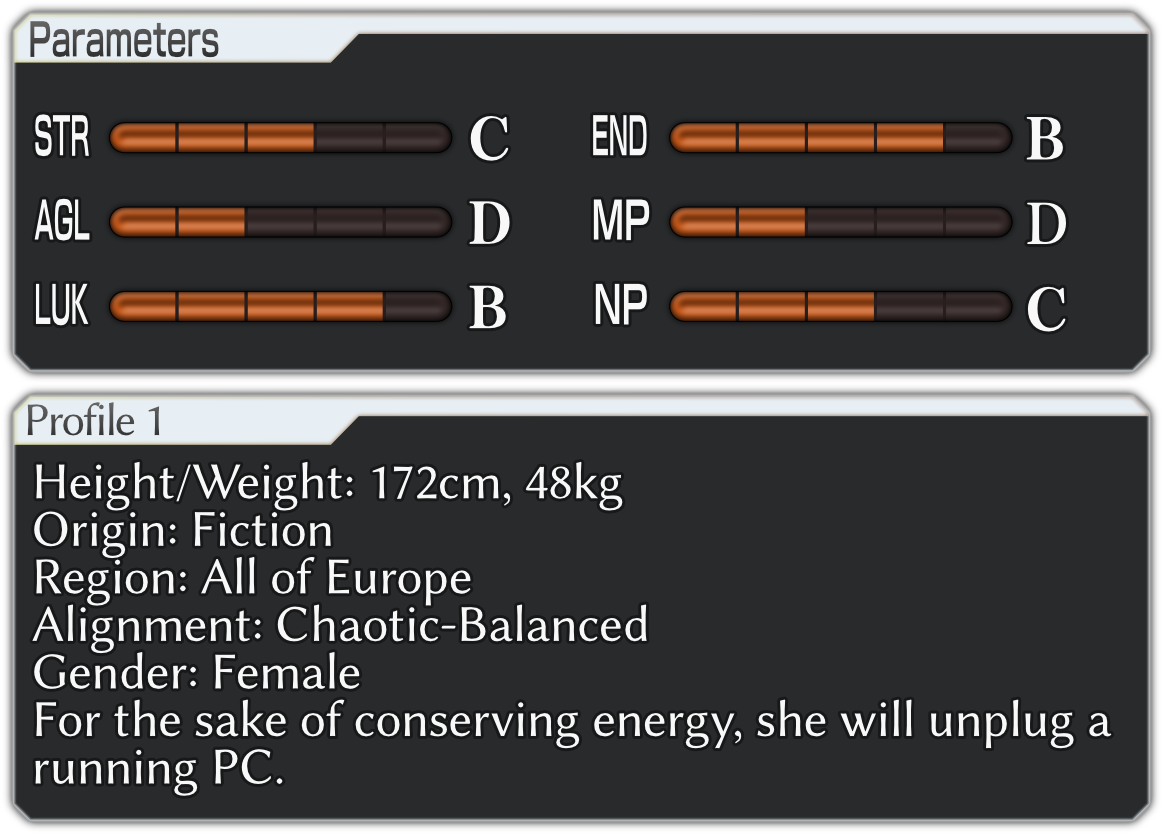 Parameters
STR C END B
AGL D MP D
LUK B NP C
Profile 1
Height/Weight: 172cm, 48kg
Origin: Fiction
Region: All of Europe
Alignment: Chaotic-Balanced
Gender: Female
For the sake of conserving energy, she will unplug a
running PC.